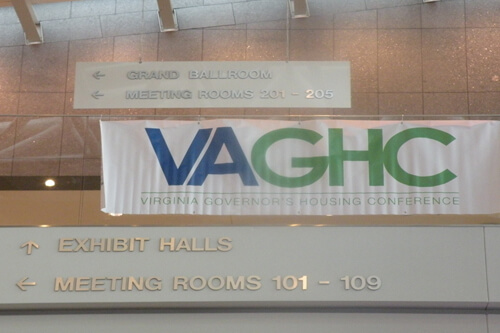 ← GRAND BALLROOM
← MEETING ROOMS 201 - 205
VAGHC
VIRGINIA GOVERNOR'S HOUSING CONFERENCE
↑ EXHIBIT HALLS
← MEETING ROOMS 101 - 109